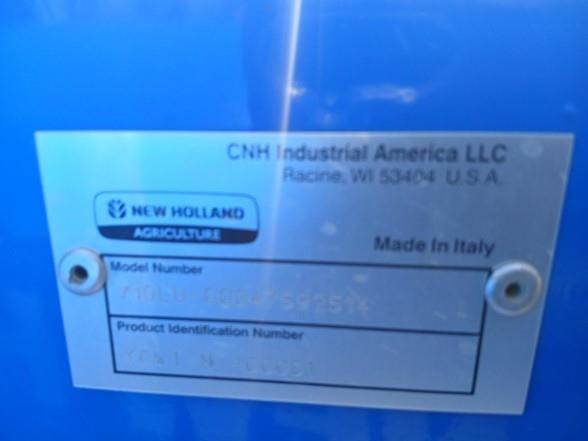 CNH Industrial America LLC
Racine, WI 53404 U.S.A.
NEW HOLLAND
AGRICULTURE
Made In Italy
Model Number
Product Identification Number